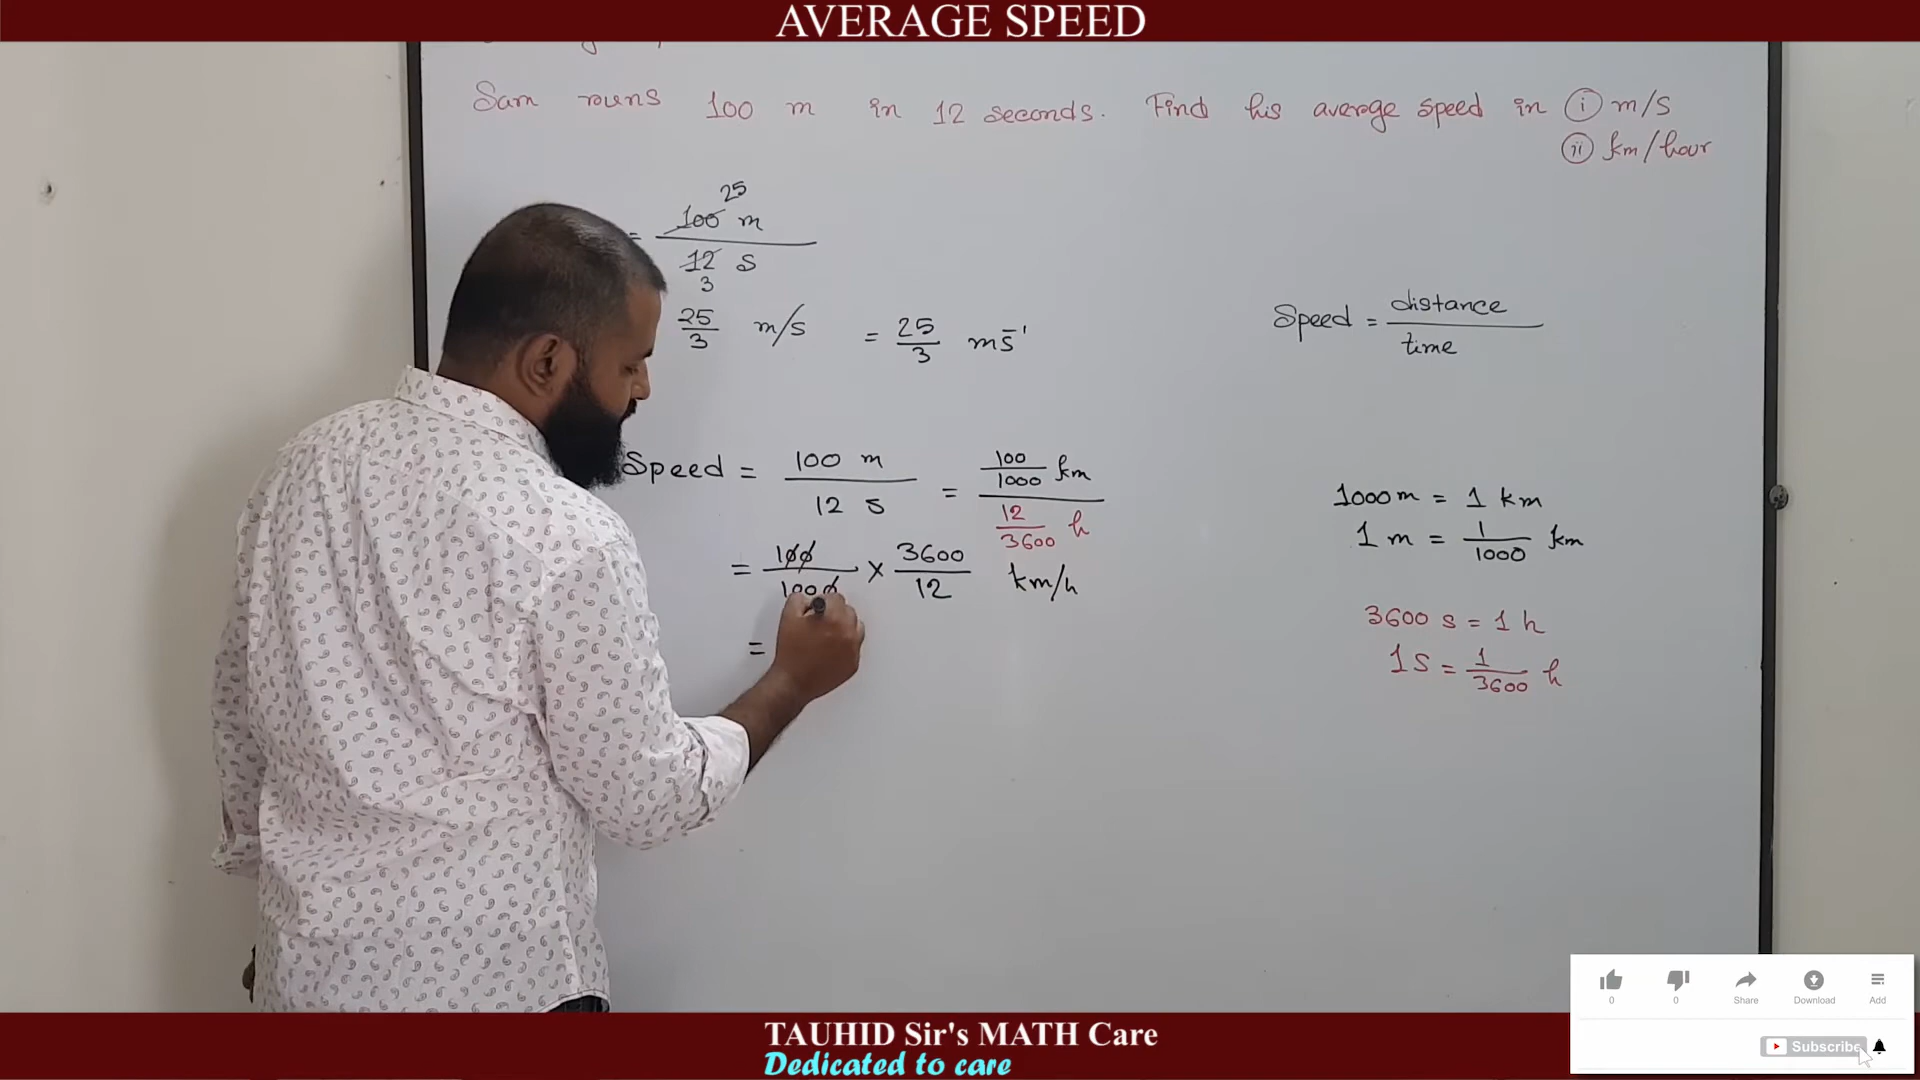 AVERAGE SPEED
Sam runs 100 m in 12 seconds. Find his average speed in (i) m/s
(ii) km/hour
25
= 100 m / 12 s
3
25/3 m/s = 25/3 ms⁻¹
Speed = distance / time
Speed = 100 m / 12 s = 100/1000 km / 12/3600 h
= 100/1000 × 3600/12 km/h
=
1000 m = 1 km
1 m = 1/1000 km
3600 s = 1 h
1 s = 1/3600 h
0 0 Share Download Add
Subscribe
TAUHID Sir's MATH Care
Dedicated to care